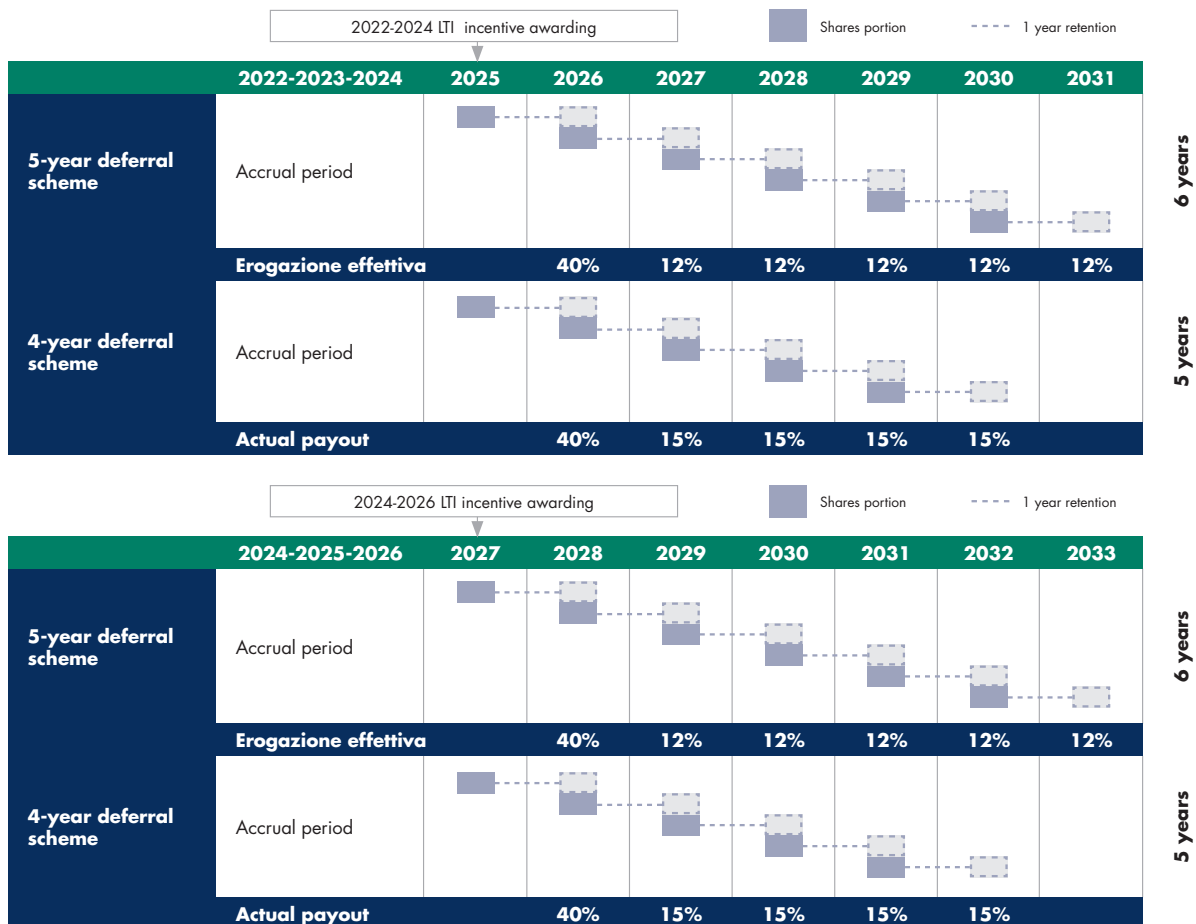 2022-2024 LTI incentive awarding
Shares portion
1 year retention
2022-2023-2024 2025 2026 2027 2028 2029 2030 2031
5-year deferral
scheme
Accrual period
6 years
Erogazione effettiva 40% 12% 12% 12% 12% 12%
4-year deferral
scheme
Accrual period
5 years
Actual payout 40% 15% 15% 15% 15%
2024-2026 LTI incentive awarding
Shares portion
1 year retention
2024-2025-2026 2027 2028 2029 2030 2031 2032 2033
5-year deferral
scheme
Accrual period
6 years
Erogazione effettiva 40% 12% 12% 12% 12% 12%
4-year deferral
scheme
Accrual period
5 years
Actual payout 40% 15% 15% 15% 15%